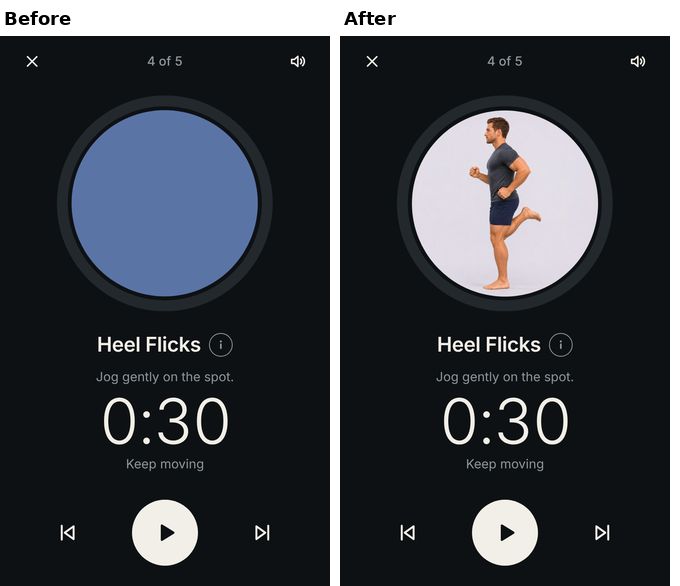 Before
After
4 of 5
4 of 5
Heel Flicks
Heel Flicks
Jog gently on the spot.
Jog gently on the spot.
0:30
0:30
Keep moving
Keep moving